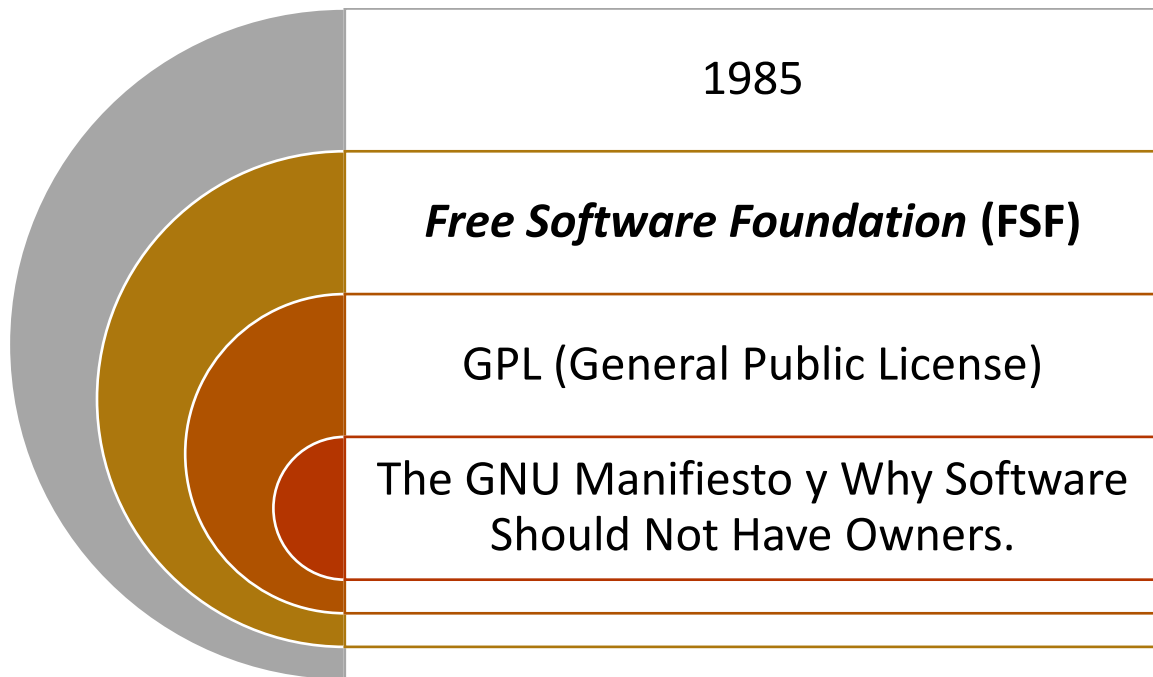 1985
Free Software Foundation (FSF)
GPL (General Public License)
The GNU Manifiesto y Why Software
Should Not Have Owners.